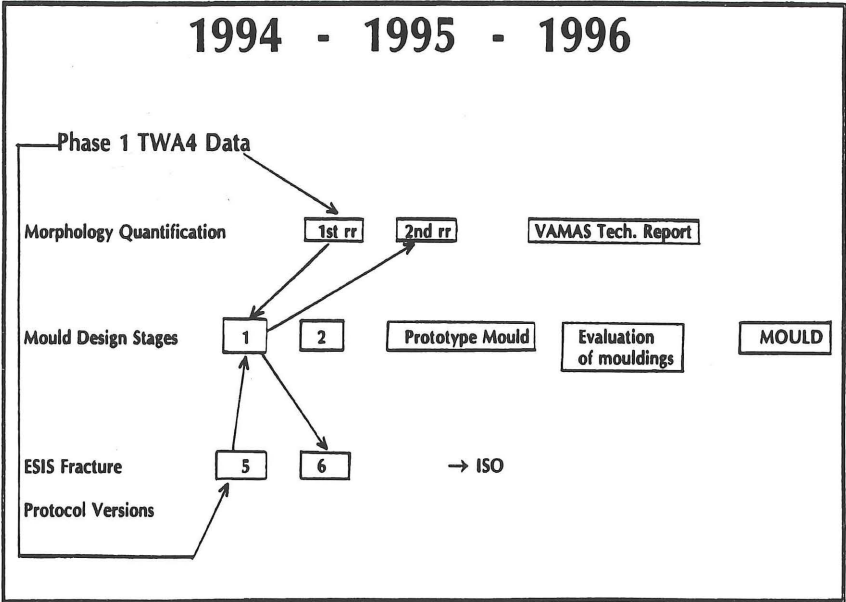 1994 - 1995 - 1996
Phase 1 TWA4 Data
Morphology Quantification
1st rr
2nd rr
VAMAS Tech. Report
Mould Design Stages
1
2
Prototype Mould
Evaluation
of mouldings
MOULD
ESIS Fracture
5
6
→ ISO
Protocol Versions